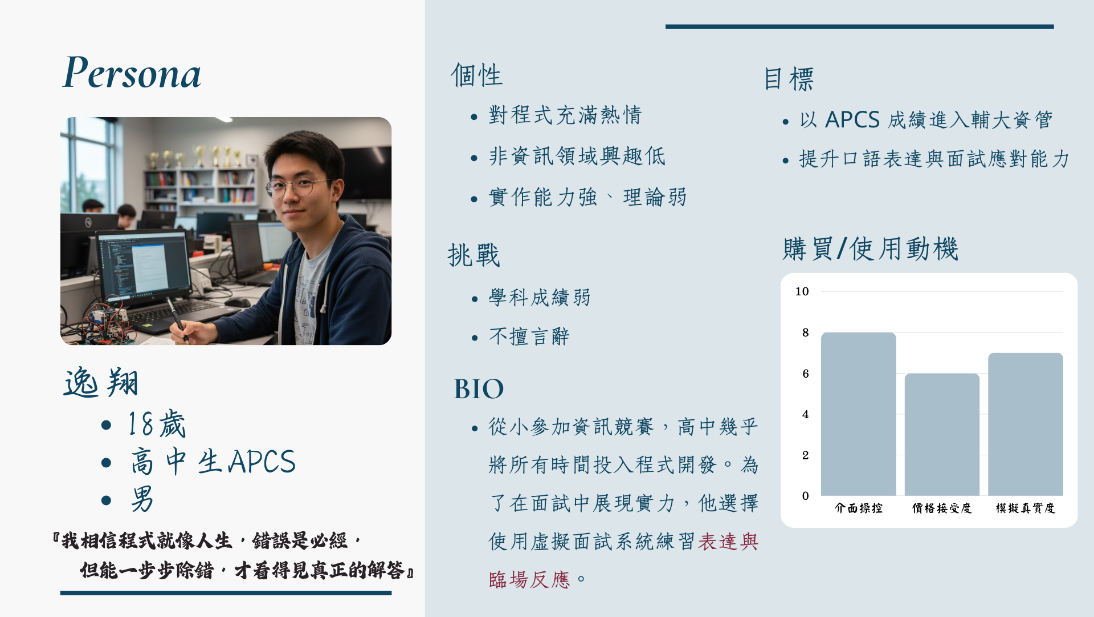 Persona
逸翔
18歲
高中生APCS
男
『我相信程式就像人生，錯誤是必經，
但能一步步除錯，才看得見真正的解答』
個性
對程式充滿熱情
非資訊領域興趣低
實作能力強、理論弱
挑戰
學科成績弱
不擅言辭
BIO
從小參加資訊競賽，高中幾乎
將所有時間投入程式開發。為
了在面試中展現實力，他選擇
使用虛擬面試系統練習表達與
臨場反應。
目標
以 APCS 成績進入輔大資管
提升口語表達與面試應對能力
購買/使用動機
10
8
6
4
2
0
介面操控
價格接受度
模擬真實度